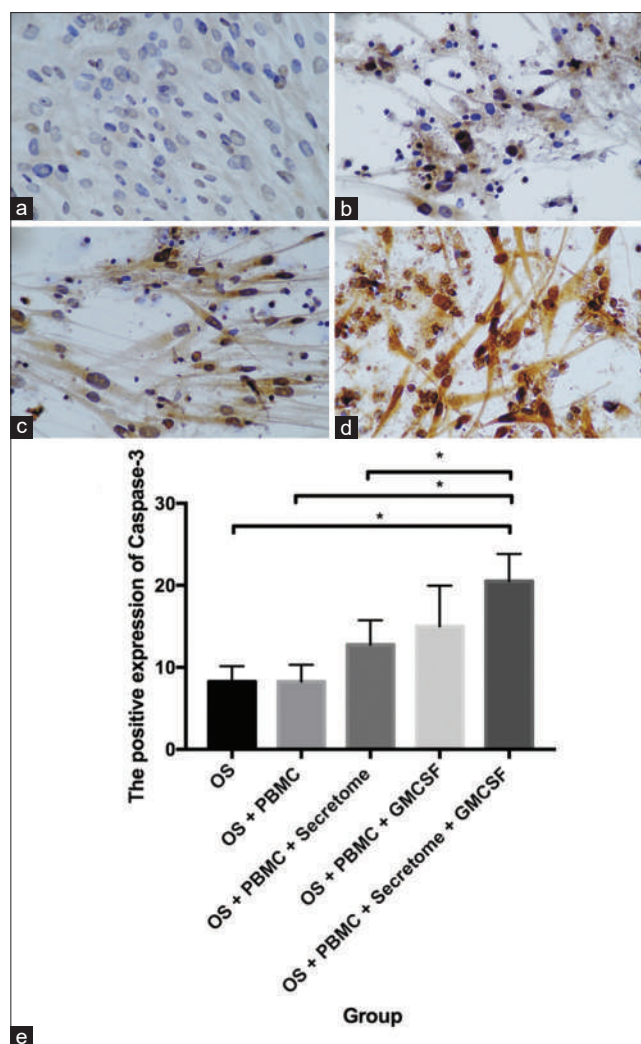 a
b
c
d
*
*
*
The positive expression of Caspase-3
30
20
10
0
OS
OS + PBMC
OS + PBMC + Secretome
OS + PBMC + GMCSF
OS + PBMC + Secretome + GMCSF
Group
e